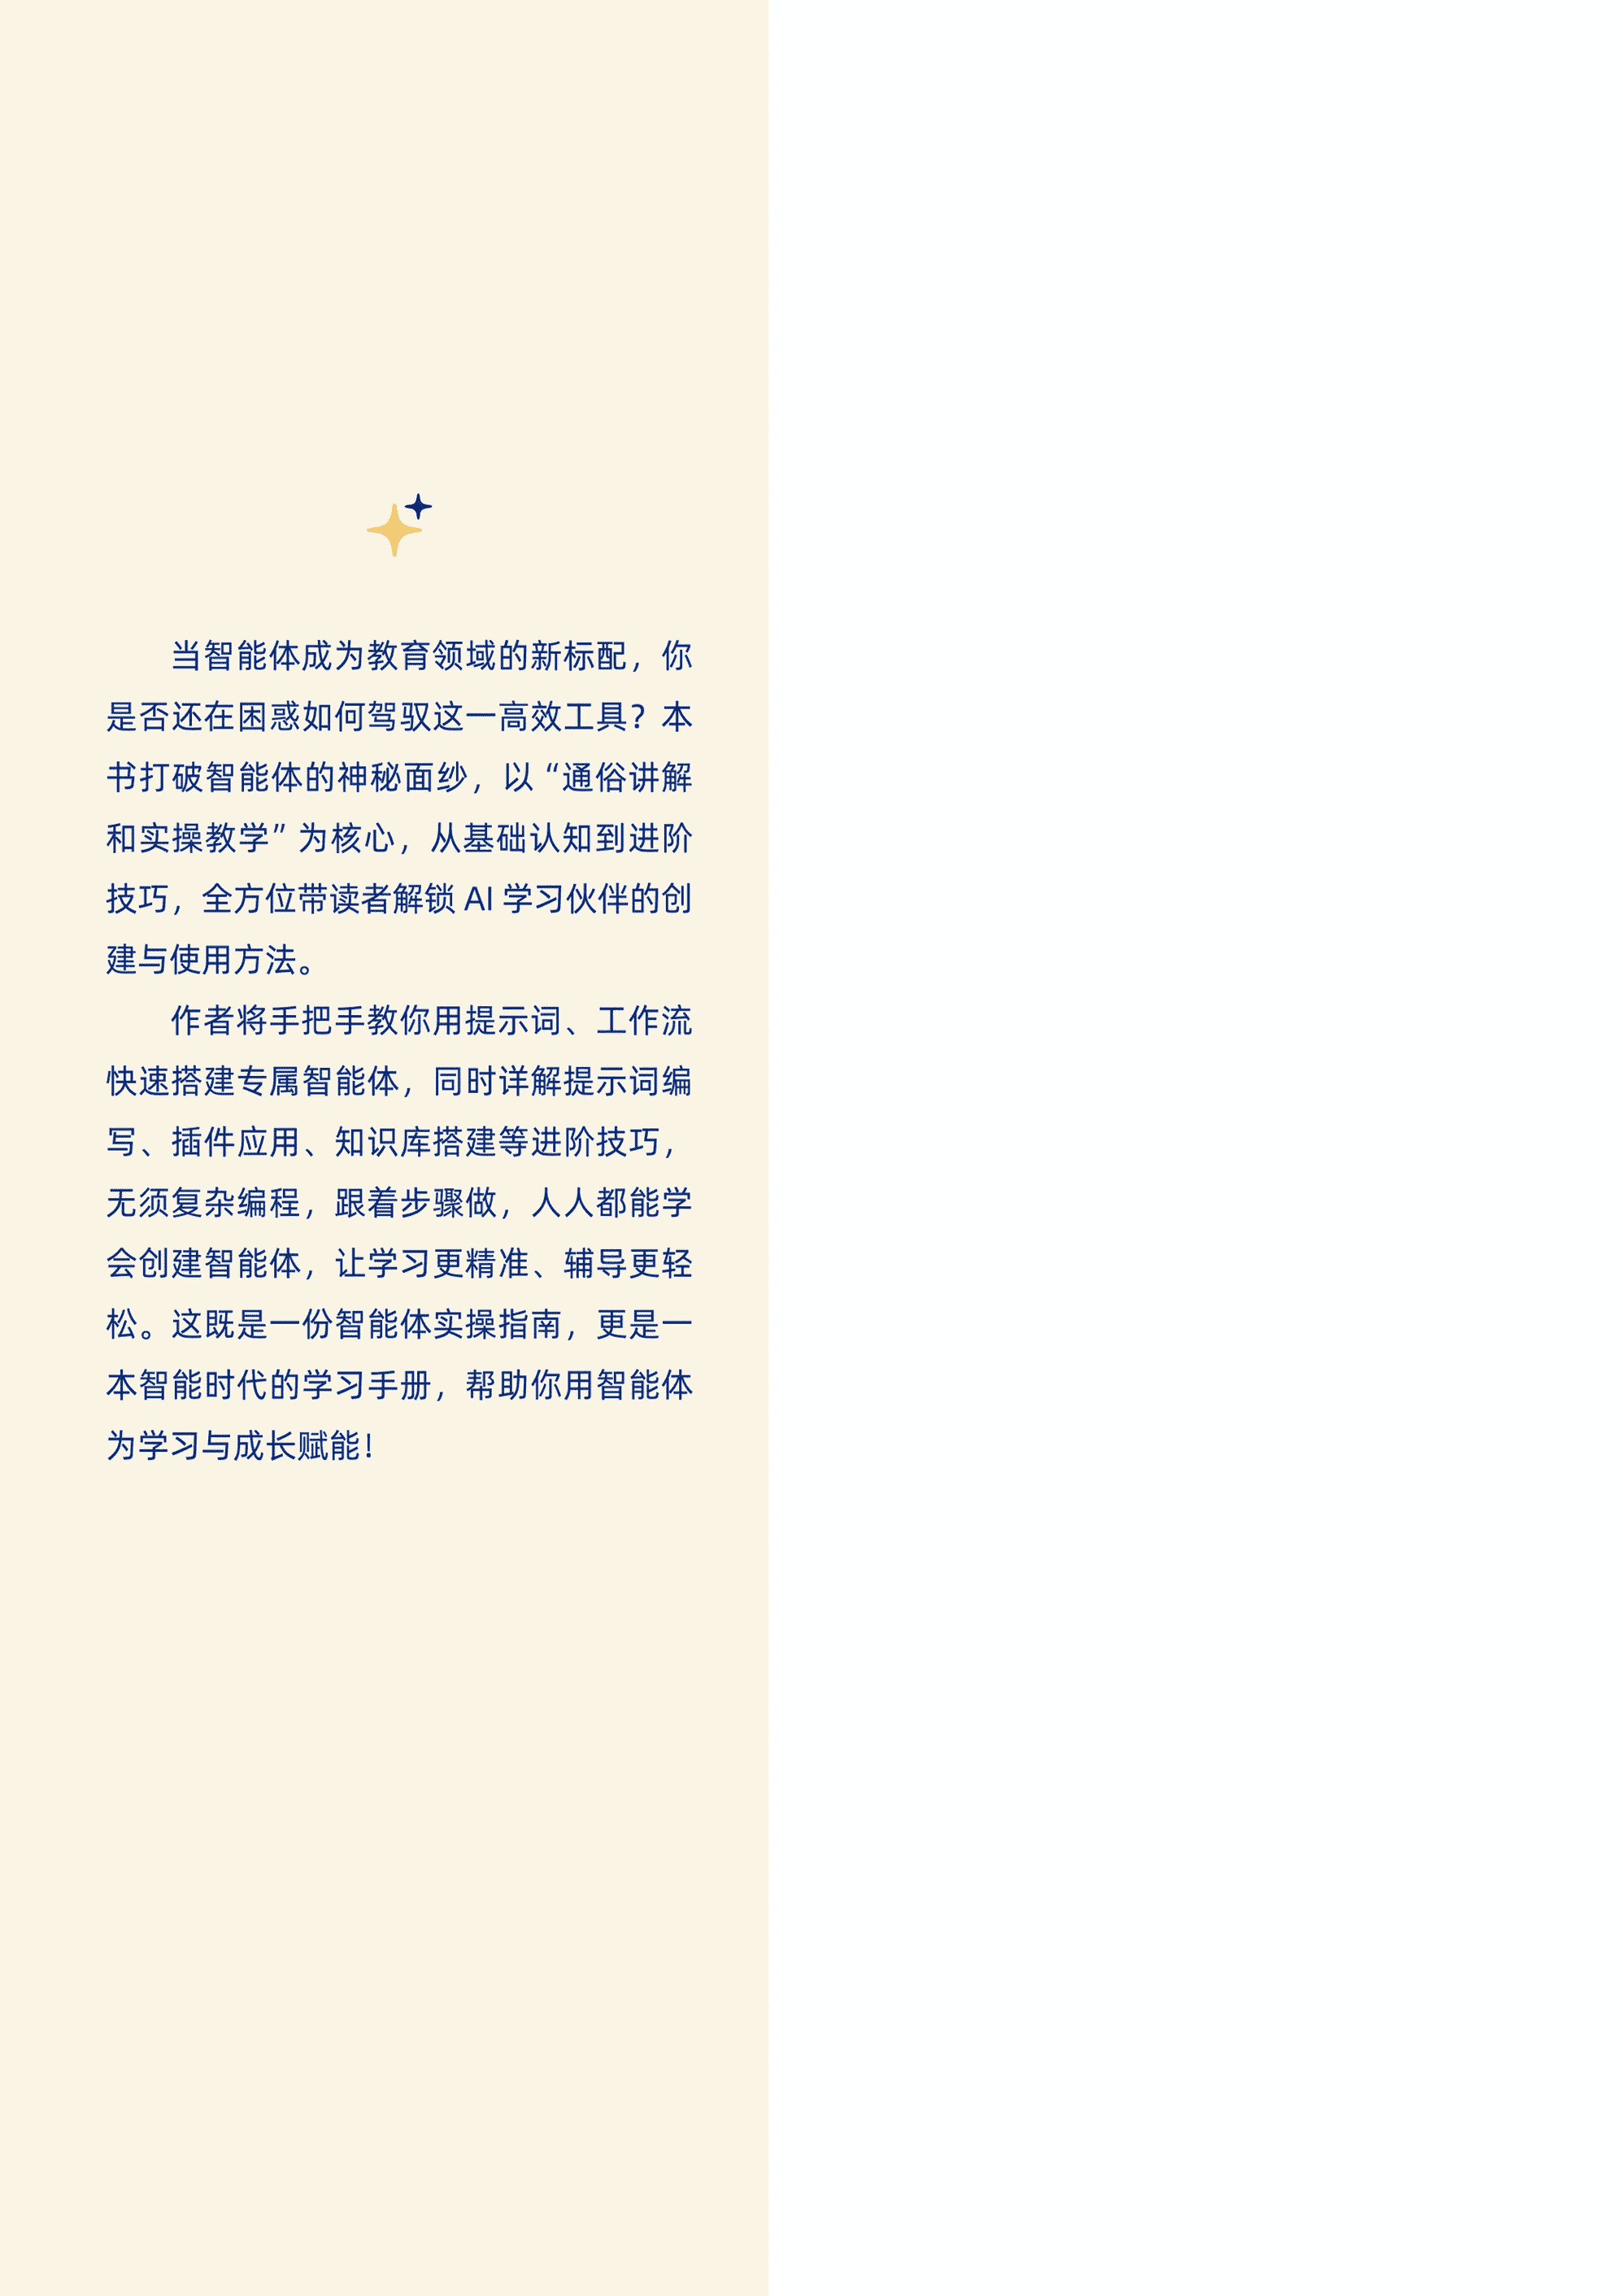 当智能体成为教育领域的新标配，你
是否还在困惑如何驾驭这一高效工具？本
书打破智能体的神秘面纱，以“通俗讲解
和实操教学”为核心，从基础认知到进阶
技巧，全方位带读者解锁 AI 学习伙伴的创
建与使用方法。
作者将手把手教你用提示词、工作流
快速搭建专属智能体，同时详解提示词编
写、插件应用、知识库搭建等进阶技巧，
无须复杂编程，跟着步骤做，人人都能学
会创建智能体，让学习更精准、辅导更轻
松。这既是一份智能体实操指南，更是一
本智能时代的学习手册，帮助你用智能体
为学习与成长赋能！